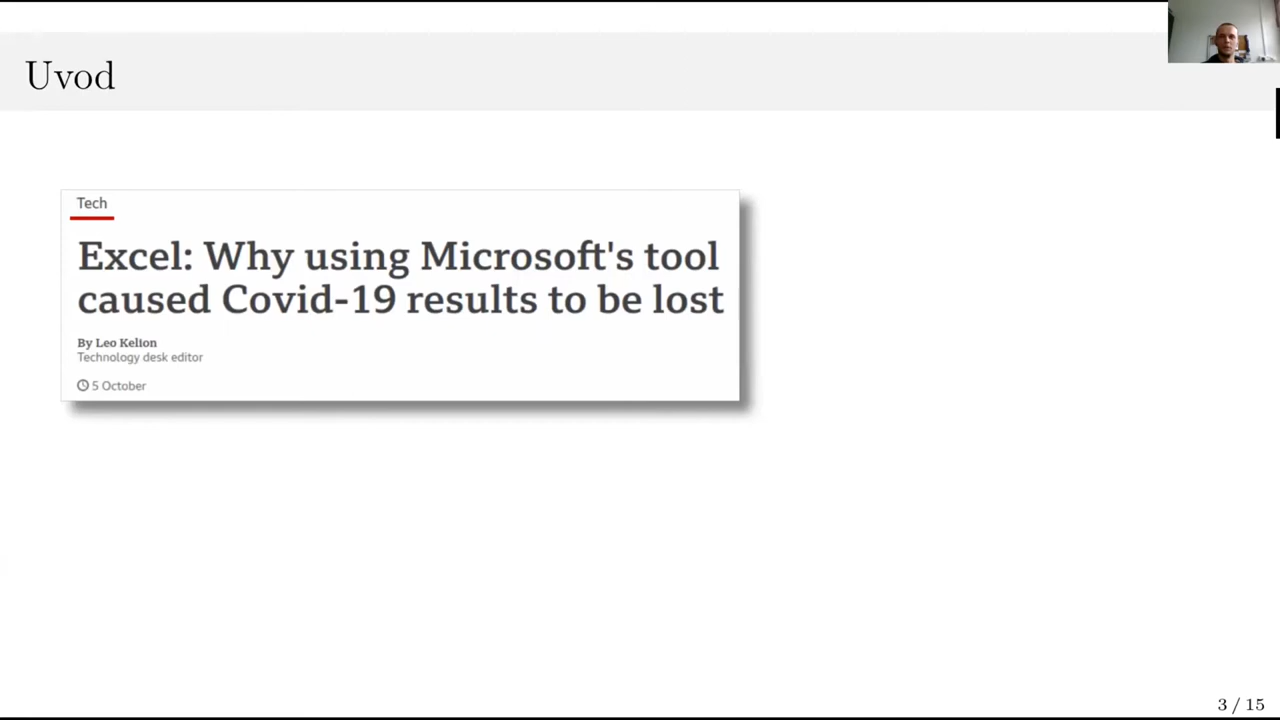 Uvod
Tech
Excel: Why using Microsoft's tool
caused Covid-19 results to be lost
By Leo Kelion
Technology desk editor
5 October
3 / 15